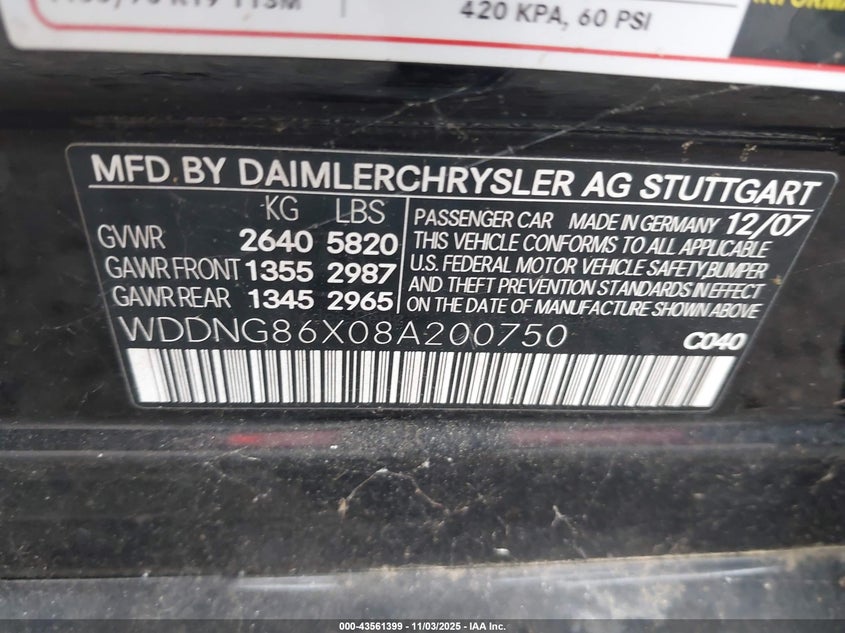 420 KPA, 60 PSI
MFD BY DAIMLERCHRYSLER AG STUTTGART
KG LBS
GVWR 2640 5820
GAWR FRONT 1355 2987
GAWR REAR 1345 2965
PASSENGER CAR MADE IN GERMANY 12/07
THIS VEHICLE CONFORMS TO ALL APPLICABLE
U.S. FEDERAL MOTOR VEHICLE SAFETY,BUMPER
AND THEFT PREVENTION STANDARDS IN EFFECT
ON THE DATE OF MANUFACTURE SHOWN ABOVE
WDDNG86X08A200750
C040
000-43561399 - 11/03/2025 - IAA Inc.